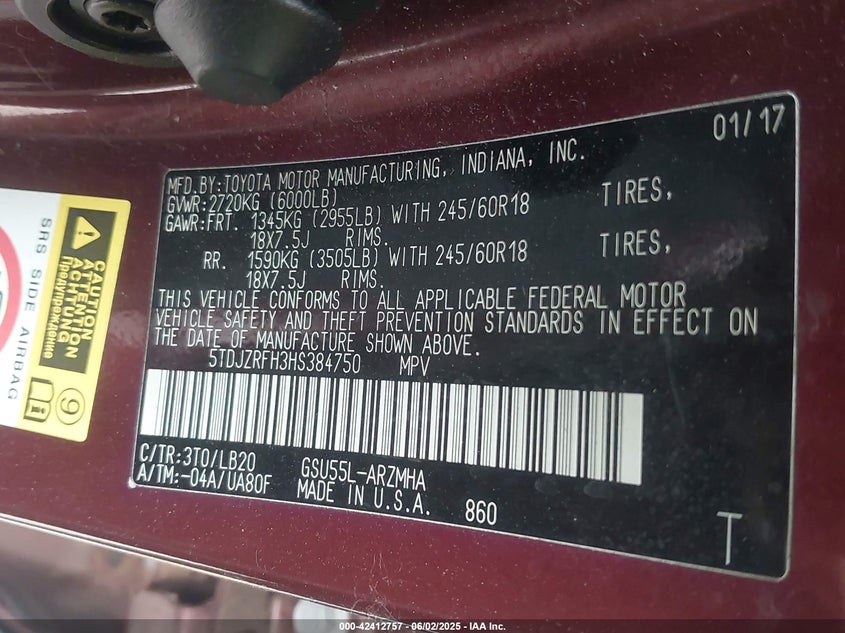 01/17
MFD.BY:TOYOTA MOTOR MANUFACTURING, INDIANA, INC.
GVWR:2720KG (6000LB)
GAWR:FRT. 1345KG (2955LB) WITH 245/60R18 TIRES,
18X7.5J RIMS.
RR. 1590KG (3505LB) WITH 245/60R18 TIRES,
18X7.5J RIMS.
THIS VEHICLE CONFORMS TO ALL APPLICABLE FEDERAL MOTOR
VEHICLE SAFETY AND THEFT PREVENTION STANDARDS IN EFFECT ON
THE DATE OF MANUFACTURE SHOWN ABOVE.
5TDJZRFH3HS384750 MPV
C/TR:3T0/LB20 GSU55L-ARZMHA
A/TM:-04A/UA80F MADE IN U.S.A.
860
T
SRS SIDE AIRBAG
CAUTION
ATTENTION
ACHTUNG
Предупреждение
9
000-42412757 - 06/02/2025 - IAA Inc.